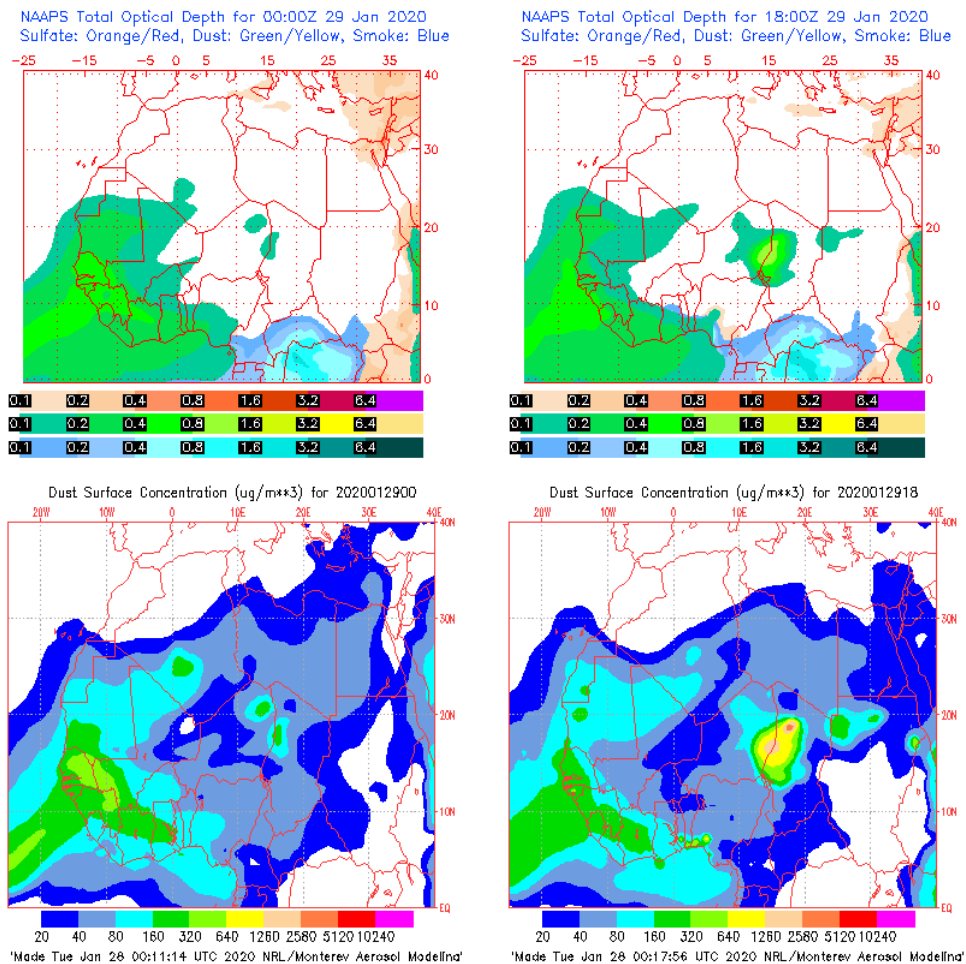 NAAPS Total Optical Depth for 00:00Z 29 Jan 2020
Sulfate: Orange/Red, Dust: Green/Yellow, Smoke: Blue
-25 -15 -5 0 5 15 25 35
40
30
20
10
0
0.1 0.2 0.4 0.8 1.6 3.2 6.4
0.1 0.2 0.4 0.8 1.6 3.2 6.4
0.1 0.2 0.4 0.8 1.6 3.2 6.4
NAAPS Total Optical Depth for 18:00Z 29 Jan 2020
Sulfate: Orange/Red, Dust: Green/Yellow, Smoke: Blue
-25 -15 -5 0 5 15 25 35
40
30
20
10
0
0.1 0.2 0.4 0.8 1.6 3.2 6.4
0.1 0.2 0.4 0.8 1.6 3.2 6.4
0.1 0.2 0.4 0.8 1.6 3.2 6.4
Dust Surface Concentration (ug/m**3) for 2020012900
20W 10W 0 10E 20E 30E 40E
40N
30N
20N
10N
EQ
20 40 80 160 320 640 1260 2580 5120 10240
'Made Tue Jan 28 00:11:14 UTC 2020 NRL/Monterey Aerosol Modeling'
Dust Surface Concentration (ug/m**3) for 2020012918
20W 10W 0 10E 20E 30E 40E
40N
30N
20N
10N
EQ
20 40 80 160 320 640 1260 2580 5120 10240
'Made Tue Jan 28 00:17:56 UTC 2020 NRL/Monterey Aerosol Modeling'